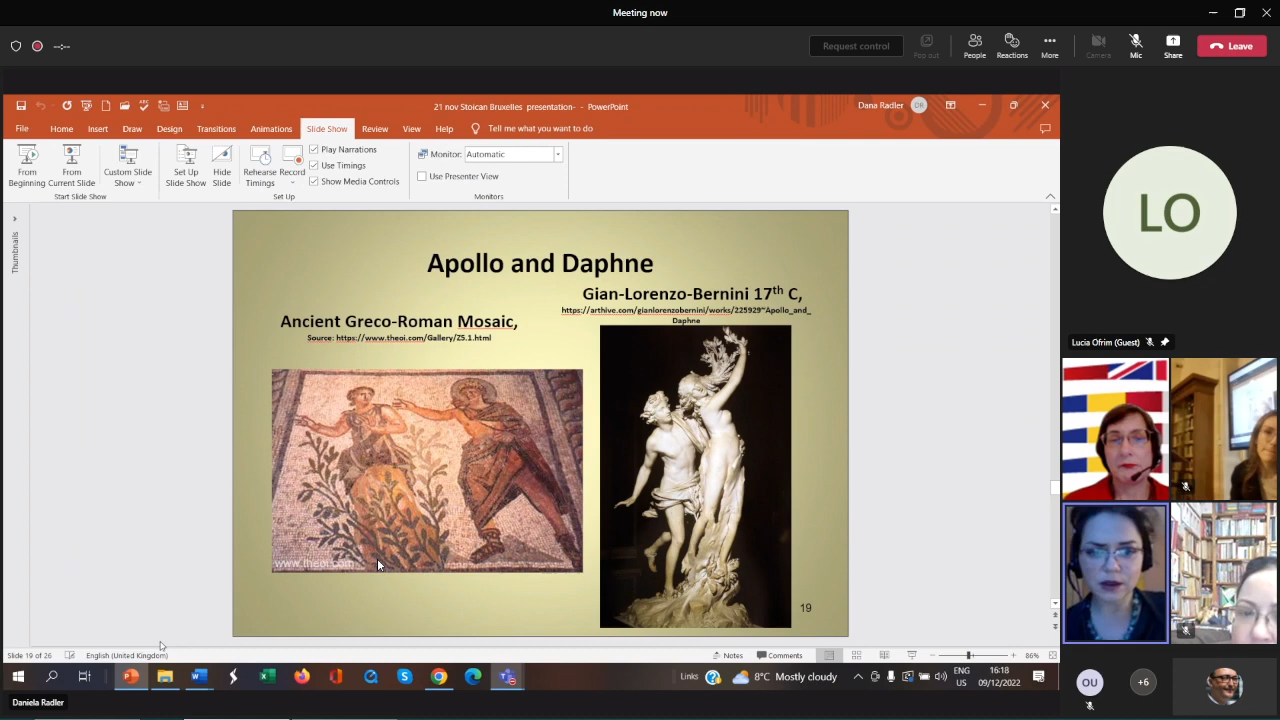 Meeting now
--:--
Request control
Pop out
People
Reactions
More
Camera
Mic
Share
Leave
21 nov Stoican Bruxelles presentation- - PowerPoint
Dana Radler
DR
File
Home
Insert
Draw
Design
Transitions
Animations
Slide Show
Review
View
Help
Tell me what you want to do
From Beginning
From Current Slide
Custom Slide Show
Set Up Slide Show
Hide Slide
Rehearse Timings
Record
Play Narrations
Use Timings
Show Media Controls
Monitor: Automatic
Use Presenter View
Start Slide Show
Set Up
Monitors
Thumbnails
Apollo and Daphne
Gian-Lorenzo-Bernini 17th C,
https://arthive.com/gianlorenzobernini/works/225929~Apollo_and_
Daphne
Ancient Greco-Roman Mosaic,
Source: https://www.theoi.com/Gallery/Z5.1.html
www.theoi.com
19
LO
Lucia Ofrim (Guest)
OU
+6
Slide 19 of 26
English (United Kingdom)
Notes
Comments
86%
Links
8°C Mostly cloudy
ENG
US
16:18
09/12/2022
Daniela Radler